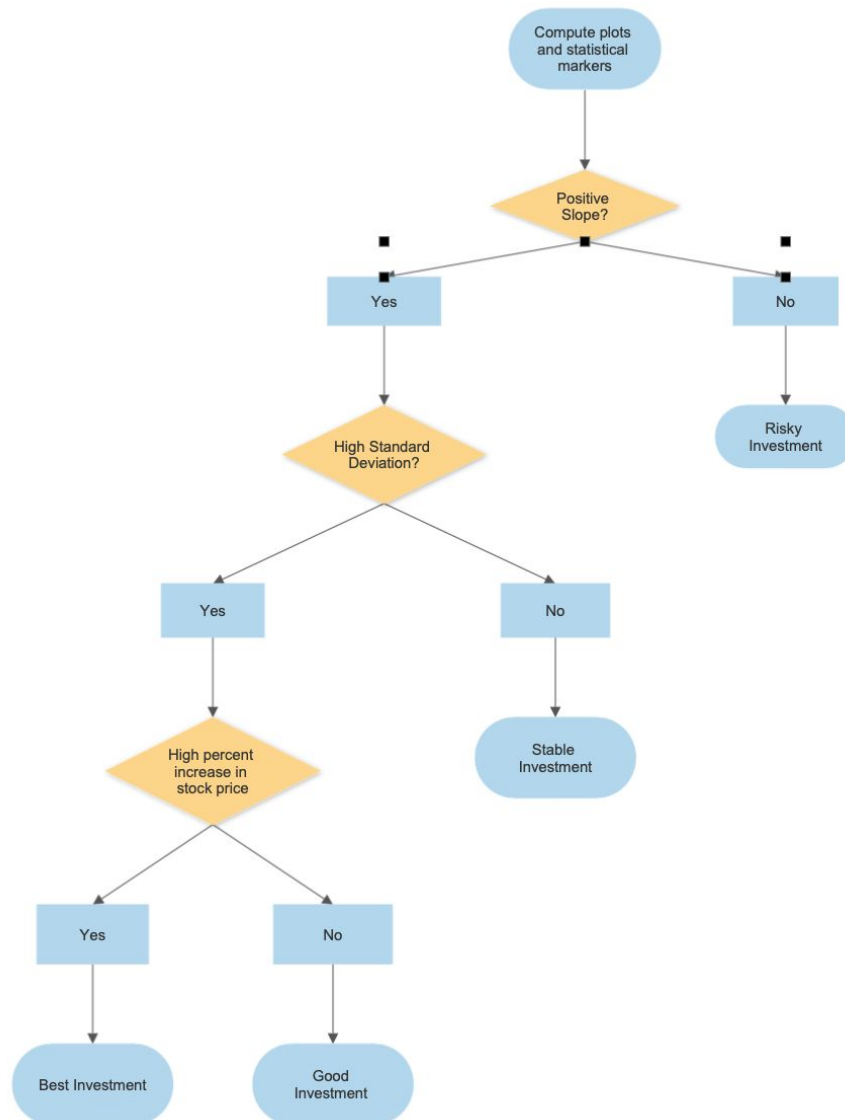 Compute plots
and statistical
markers
Positive
Slope?
Yes
No
High Standard
Deviation?
Risky
Investment
Yes
No
High percent
increase in
stock price
Stable
Investment
Yes
No
Best Investment
Good
Investment